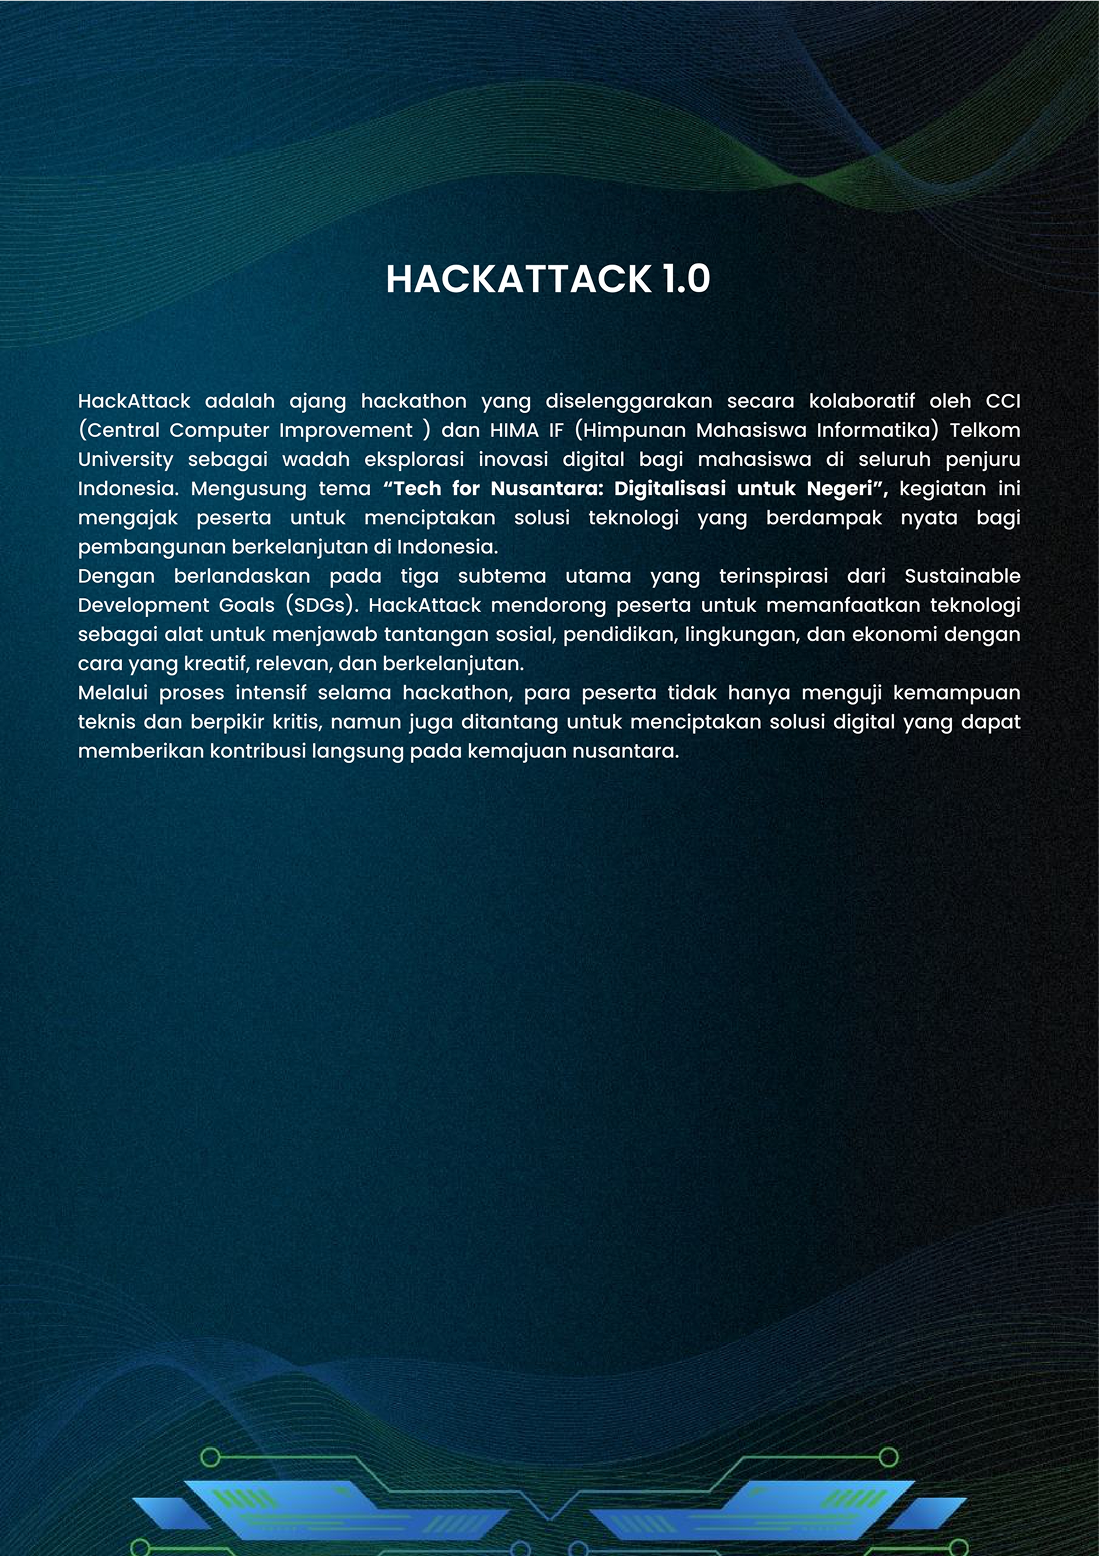 HACKATTACK 1.0
HackAttack adalah ajang hackathon yang diselenggarakan secara kolaboratif oleh CCI
(Central Computer Improvement ) dan HIMA IF (Himpunan Mahasiswa Informatika) Telkom
University sebagai wadah eksplorasi inovasi digital bagi mahasiswa di seluruh penjuru
Indonesia. Mengusung tema “Tech for Nusantara: Digitalisasi untuk Negeri”, kegiatan ini
mengajak peserta untuk menciptakan solusi teknologi yang berdampak nyata bagi
pembangunan berkelanjutan di Indonesia.
Dengan berlandaskan pada tiga subtema utama yang terinspirasi dari Sustainable
Development Goals (SDGs). HackAttack mendorong peserta untuk memanfaatkan teknologi
sebagai alat untuk menjawab tantangan sosial, pendidikan, lingkungan, dan ekonomi dengan
cara yang kreatif, relevan, dan berkelanjutan.
Melalui proses intensif selama hackathon, para peserta tidak hanya menguji kemampuan
teknis dan berpikir kritis, namun juga ditantang untuk menciptakan solusi digital yang dapat
memberikan kontribusi langsung pada kemajuan nusantara.